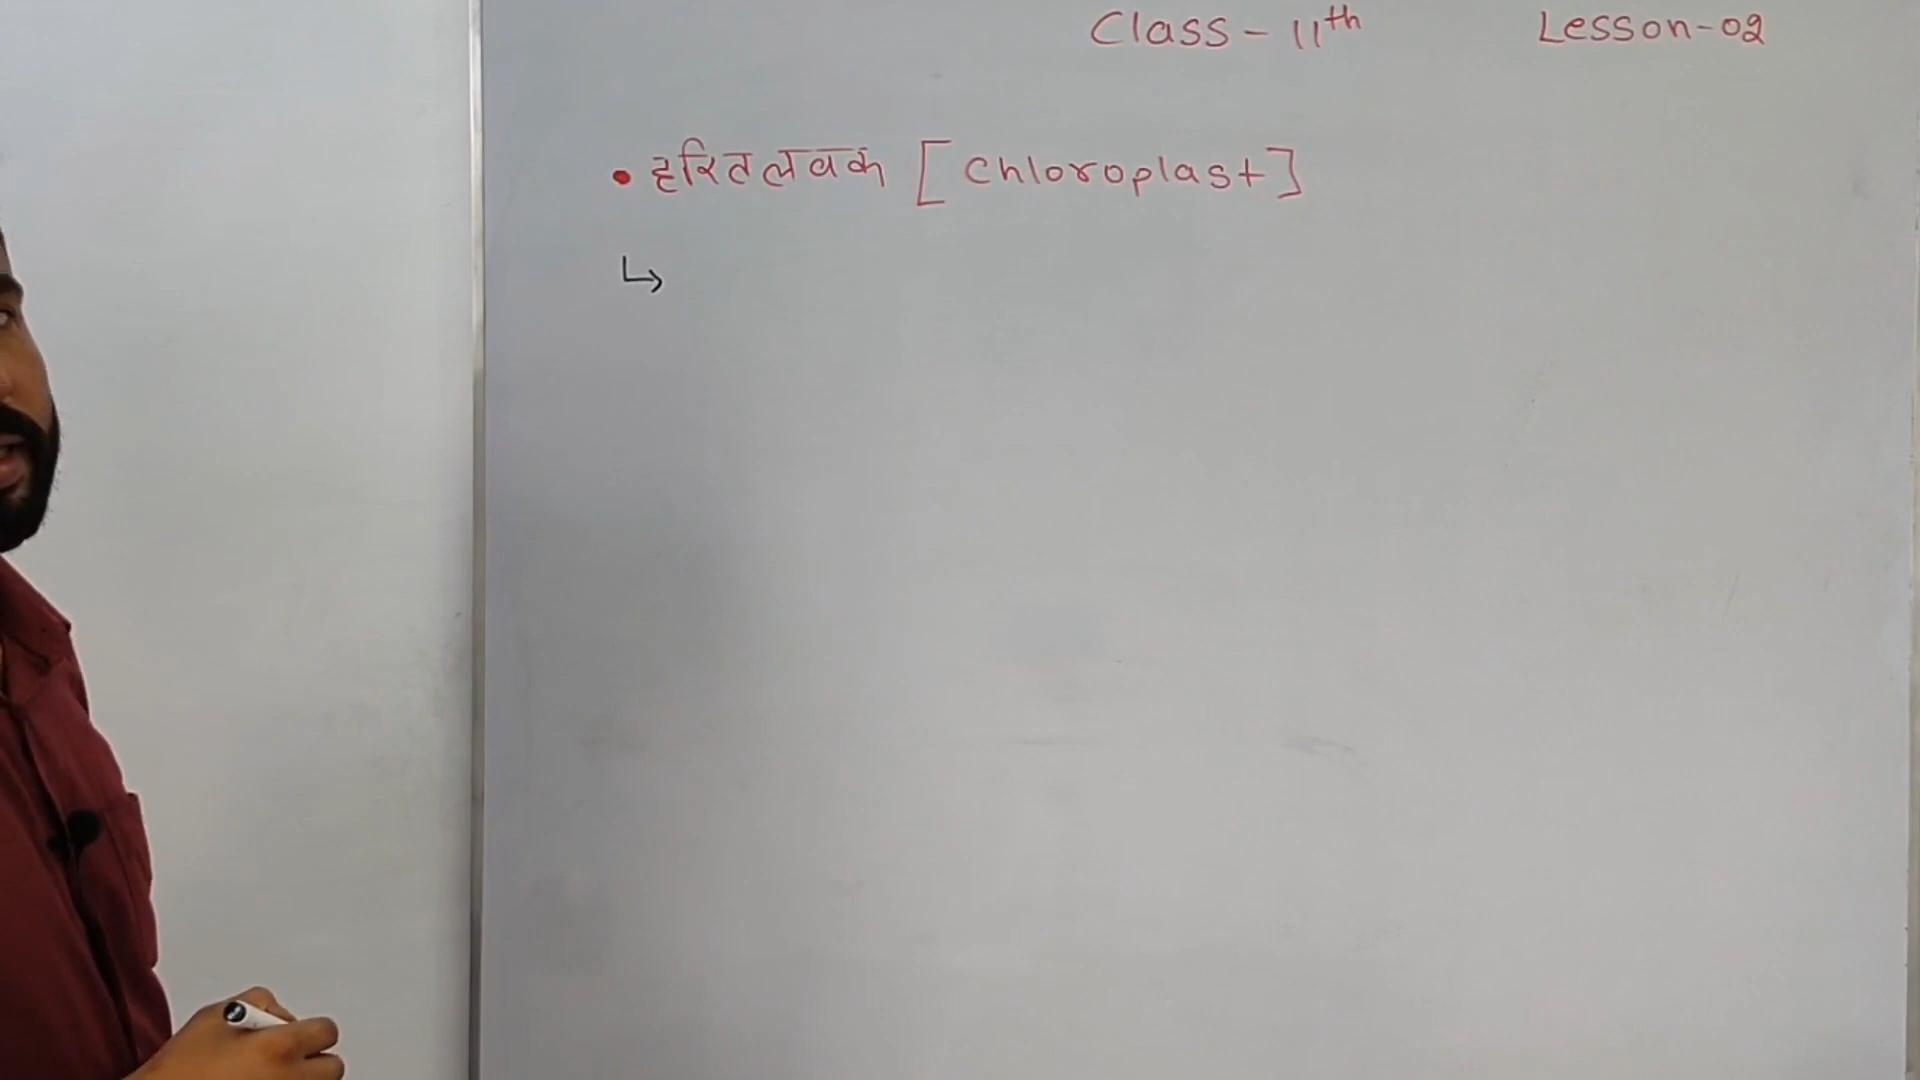 Class - 11th Lesson-02
• हरितलवक [Chloroplast]
↳